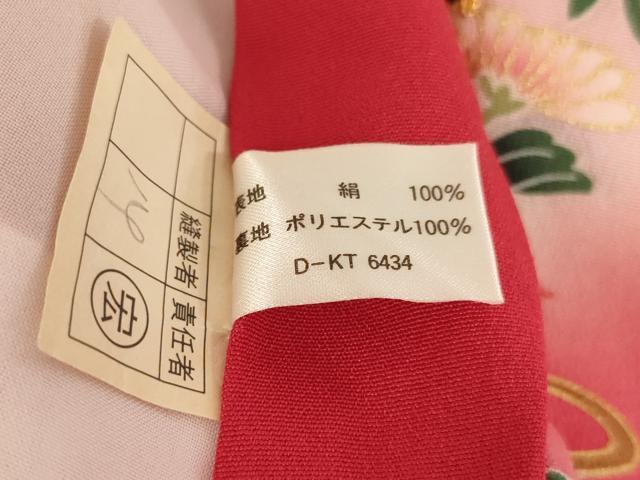 表地 絹 100%
裏地 ポリエステル100%
D-KT 6434
縫製者 責任者
宏